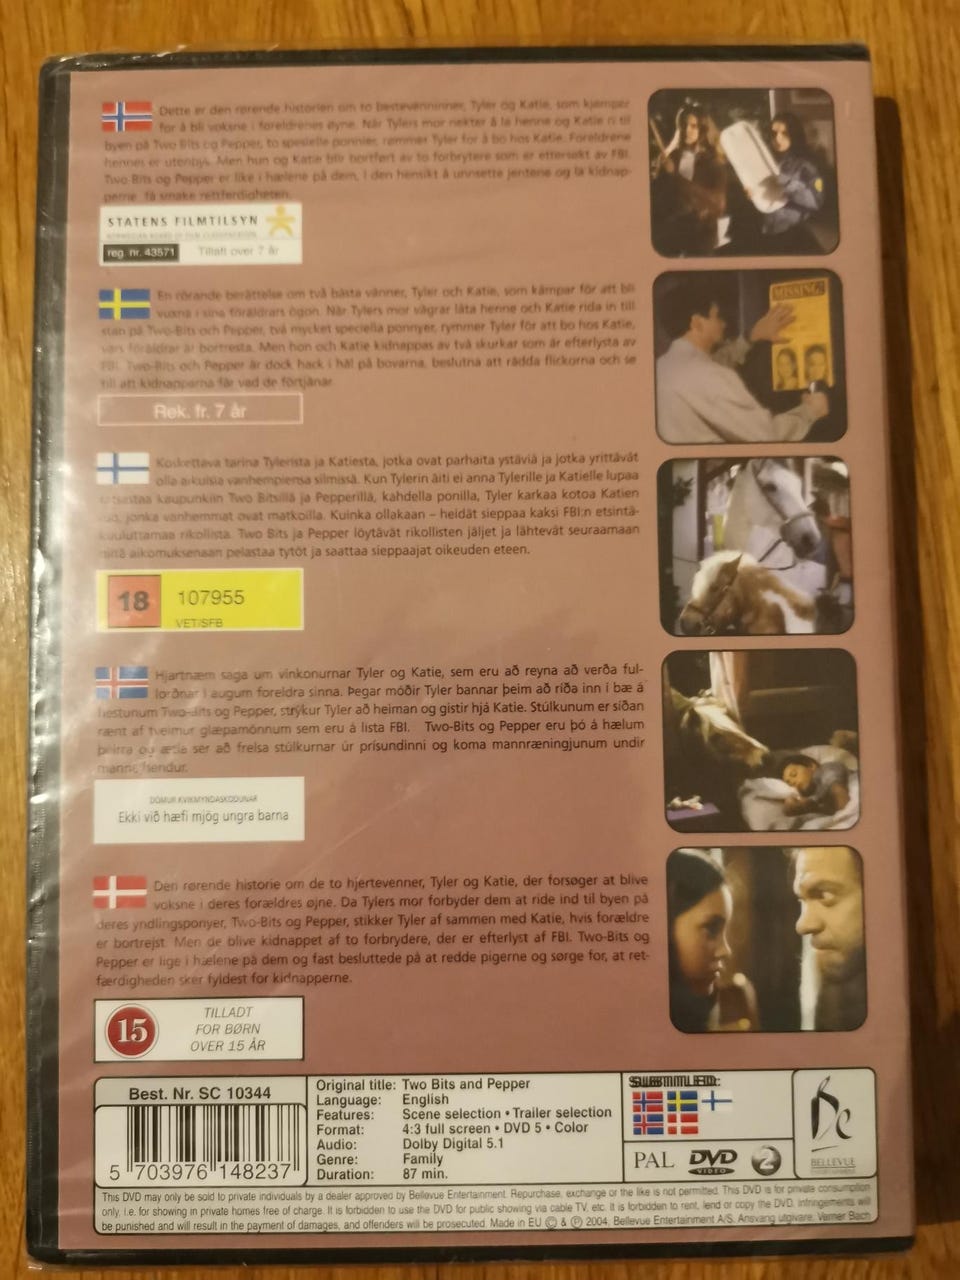 Dette er den rørende historien om to bestevenninner, Tyler og Katie, som kjemper
for å bli voksne i foreldrenes øyne. Når Tylers mor nekter å la henne og Katie ri til
byen på Two Bits og Pepper, to spesielle ponnier, rømmer Tyler for å bo hos Katie. Foreldrene
hennes er utenbys. Men hun og Katie blir bortført av to forbrytere som er ettersøkt av FBI.
Two-Bits og Pepper er like i hælene på dem, i den hensikt å unnsette jentene og la kidnap-
perne få smake rettferdigheten.
STATENS FILMTILSYN
NORWEGIAN BOARD OF FILM CLASSIFICATION
reg. nr. 43571 Tillatt over 7 år
En rörande berättelse om två bästa vänner, Tyler och Katie, som kämpar för att bli
vuxna i sina föräldrars ögon. När Tylers mor vägrar låta henne och Katie rida in till
stan på Two-Bits och Pepper, två mycket speciella ponnyer, rymmer Tyler för att bo hos Katie,
vars föräldrar är bortresta. Men hon och Katie kidnappas av två skurkar som är efterlysta av
FBI. Two-Bits och Pepper är dock hack i häl på bovarna, beslutna att rädda flickorna och se
till att kidnapparna får vad de förtjänar.
Rek. fr. 7 år
Koskettava tarina Tylerista ja Katiesta, jotka ovat parhaita ystäviä ja jotka yrittävät
olla aikuisia vanhempiensa silmissä. Kun Tylerin äiti ei anna Tylerille ja Katielle lupaa
ratsastaa kaupunkiin Two Bitsillä ja Pepperillä, kahdella ponilla, Tyler karkaa kotoa Katien
luo, jonka vanhemmat ovat matkoilla. Kuinka ollakaan – heidät sieppaa kaksi FBI:n etsintä-
kuuluttamaa rikollista. Two Bits ja Pepper löytävät rikollisten jäljet ja lähtevät seuraamaan
niitä aikomuksenaan pelastaa tytöt ja saattaa sieppaajat oikeuden eteen.
18 107955
VET/SFB
Hjartnæm saga um vinkonurnar Tyler og Katie, sem eru að reyna að verða ful-
lorðnar í augum foreldra sinna. Þegar móðir Tyler bannar þeim að ríða inn í bæ á
hestunum Two-Bits og Pepper, strýkur Tyler að heiman og gistir hjá Katie. Stúlkunum er síðan
rænt af tveimur glæpamönnum sem eru á lista FBI. Two-Bits og Pepper eru þó á hælum
þeirra og ætla sér að frelsa stúlkurnar úr prísundinni og koma mannræningjunum undir
manna hendur.
DÓMUR KVIKMYNDASKOÐUNAR
Ekki við hæfi mjög ungra barna
Den rørende historie om de to hjertevenner, Tyler og Katie, der forsøger at blive
voksne i deres forældres øjne. Da Tylers mor forbyder dem at ride ind til byen på
deres yndlingsponyer, Two-Bits og Pepper, stikker Tyler af sammen med Katie, hvis forældre
er bortrejst. Men de blive kidnappet af to forbrydere, der er efterlyst af FBI. Two-Bits og
Pepper er lige i hælene på dem og fast besluttede på at redde pigerne og sørge for, at ret-
færdigheden sker fyldest for kidnapperne.
15 TILLADT
FOR BØRN
OVER 15 ÅR
MISSING!
Best. Nr. SC 10344
5 703976 148237
Original title: Two Bits and Pepper
Language: English
Features: Scene selection • Trailer selection
Format: 4:3 full screen • DVD 5 • Color
Audio: Dolby Digital 5.1
Genre: Family
Duration: 87 min.
PAL DVD VIDEO 2
BELLEVUE
ENTERTAINMENT
This DVD may only be sold to private individuals by a dealer approved by Bellevue Entertainment. Repurchase, exchange or the like is not permitted. This DVD is for private consumption
only, i.e. for showing in private homes free of charge. It is forbidden to use the DVD for public showing via cable TV, etc. It is forbidden to rent, lend or copy the DVD. Infringements will
be punished and will result in the payment of damages, and offenders will be prosecuted. Made in EU © & ℗ 2004, Bellevue Entertainment A/S. Ansvarig utgivare, Verner Bach